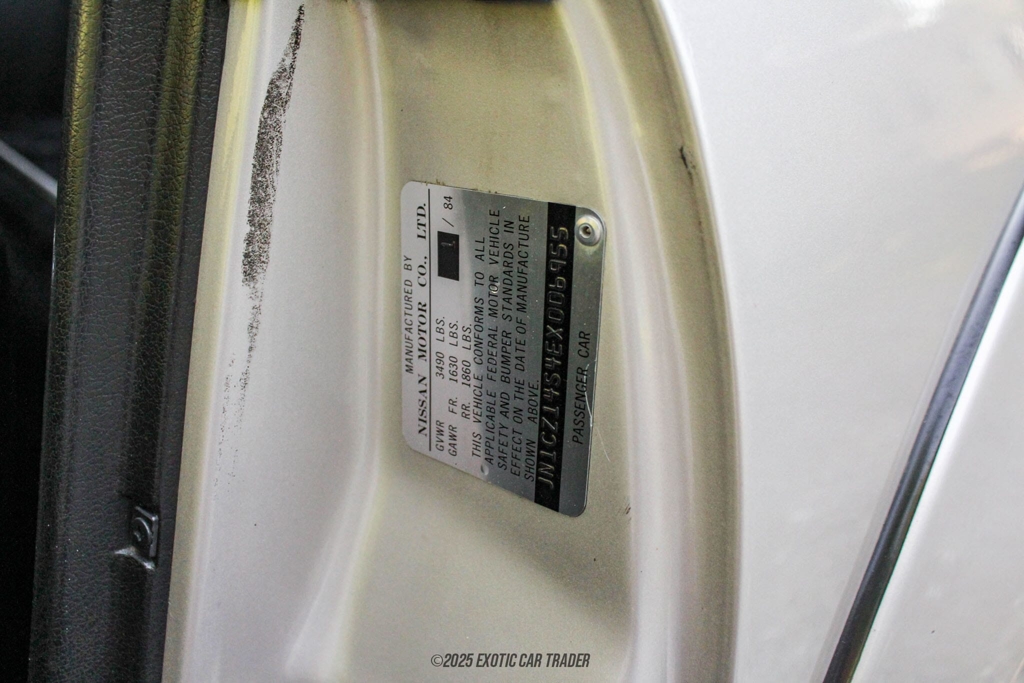 MANUFACTURED BY
NISSAN MOTOR CO., LTD.
1 / 84
GVWR 3490 LBS.
GAWR FR. 1630 LBS.
RR. 1860 LBS.
THIS VEHICLE CONFORMS TO ALL
APPLICABLE FEDERAL MOTOR VEHICLE
SAFETY AND BUMPER STANDARDS IN
EFFECT ON THE DATE OF MANUFACTURE
SHOWN ABOVE.
JN1CZ14S4EX006955
PASSENGER CAR
©2025 EXOTIC CAR TRADER